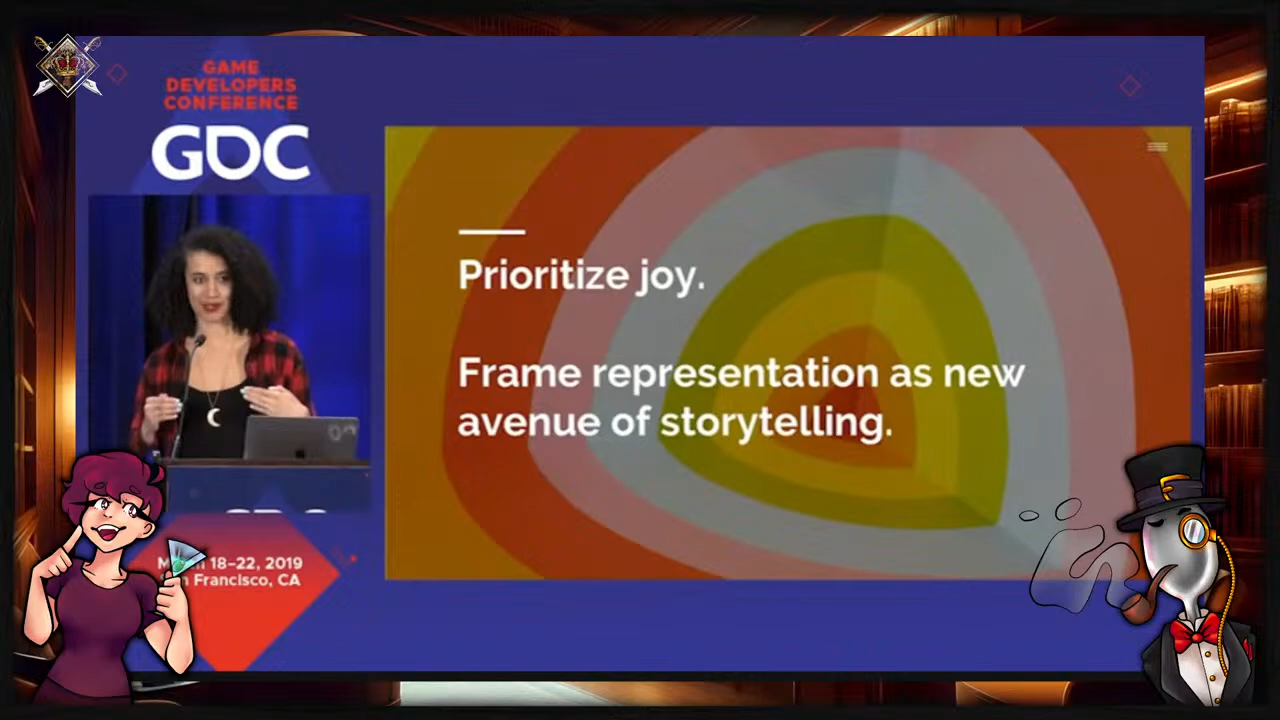 GAME
DEVELOPERS
CONFERENCE
GDC
Prioritize joy.
Frame representation as new
avenue of storytelling.
18–22, 2019
Francisco, CA